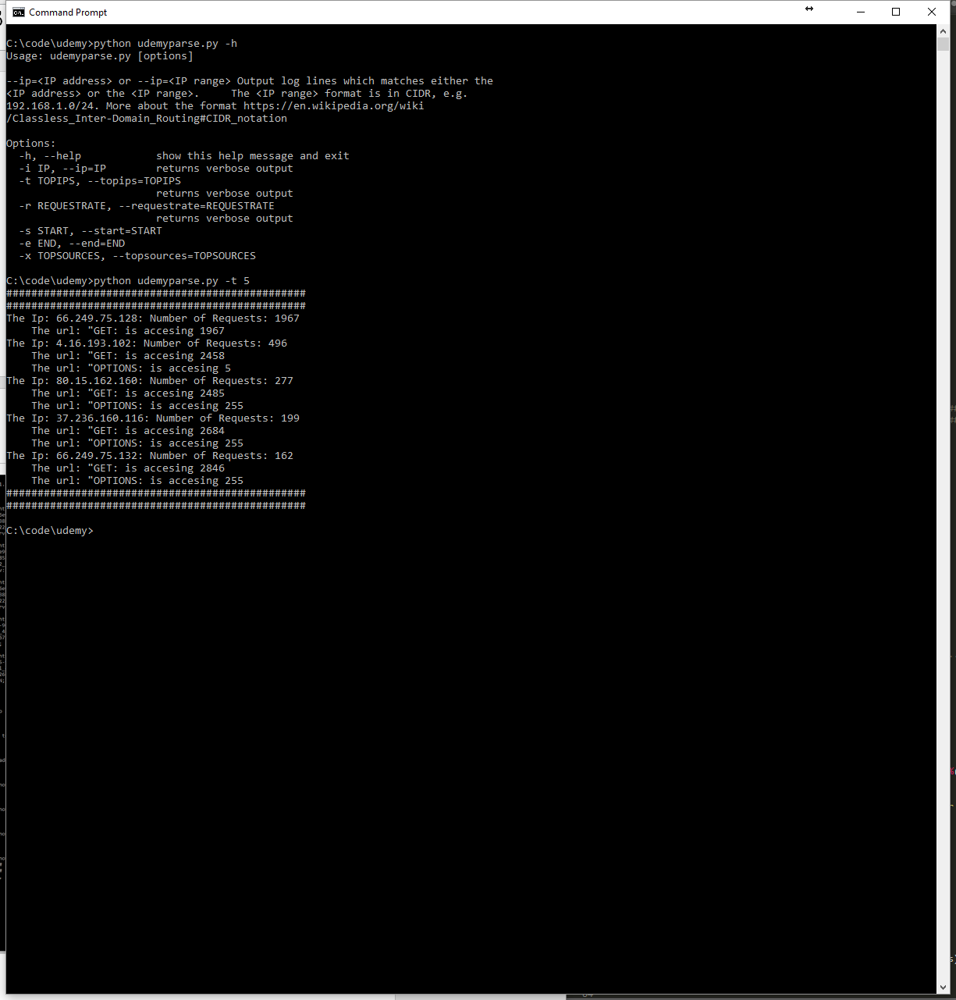 Command Prompt
C:\code\udemy>python udemyparse.py -h
Usage: udemyparse.py [options]
--ip=<IP address> or --ip=<IP range> Output log lines which matches either the
<IP address> or the <IP range>.     The <IP range> format is in CIDR, e.g.
192.168.1.0/24. More about the format https://en.wikipedia.org/wiki
/Classless_Inter-Domain_Routing#CIDR_notation
Options:
  -h, --help            show this help message and exit
  -i IP, --ip=IP        returns verbose output
  -t TOPIPS, --topips=TOPIPS
                        returns verbose output
  -r REQUESTRATE, --requestrate=REQUESTRATE
                        returns verbose output
  -s START, --start=START
  -e END, --end=END
  -x TOPSOURCES, --topsources=TOPSOURCES
C:\code\udemy>python udemyparse.py -t 5
################################################
################################################
The Ip: 66.249.75.128: Number of Requests: 1967
    The url: "GET: is accesing 1967
The Ip: 4.16.193.102: Number of Requests: 496
    The url: "GET: is accesing 2458
    The url: "OPTIONS: is accesing 5
The Ip: 80.15.162.160: Number of Requests: 277
    The url: "GET: is accesing 2485
    The url: "OPTIONS: is accesing 255
The Ip: 37.236.160.116: Number of Requests: 199
    The url: "GET: is accesing 2684
    The url: "OPTIONS: is accesing 255
The Ip: 66.249.75.132: Number of Requests: 162
    The url: "GET: is accesing 2846
    The url: "OPTIONS: is accesing 255
################################################
################################################
C:\code\udemy>